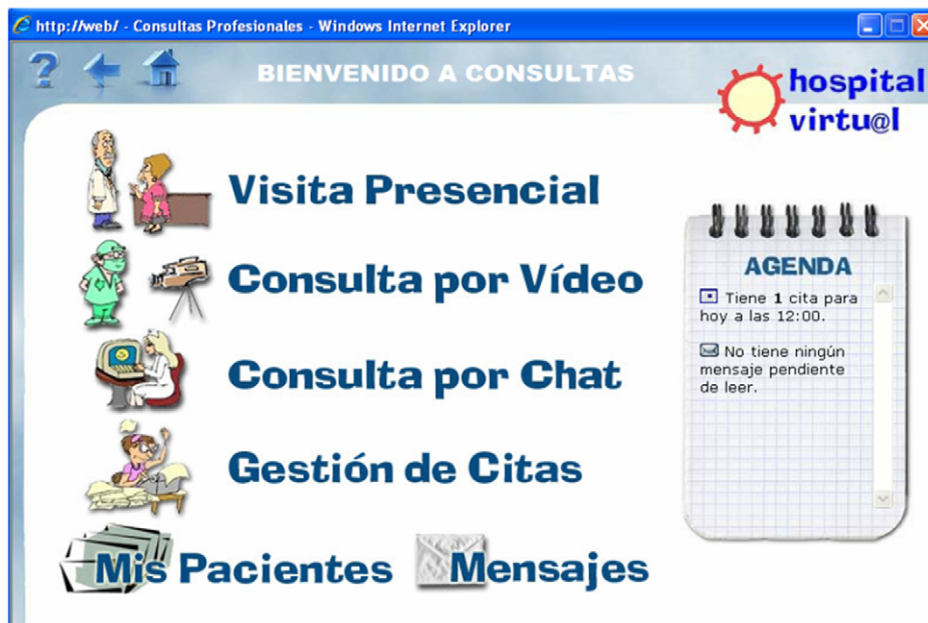 http://web/ - Consultas Profesionales - Windows Internet Explorer
BIENVENIDO A CONSULTAS
hospital
virtu@l
Visita Presencial
Consulta por Vídeo
Consulta por Chat
Gestión de Citas
Mis Pacientes
Mensajes
AGENDA
Tiene 1 cita para
hoy a las 12:00.
No tiene ningún
mensaje pendiente
de leer.